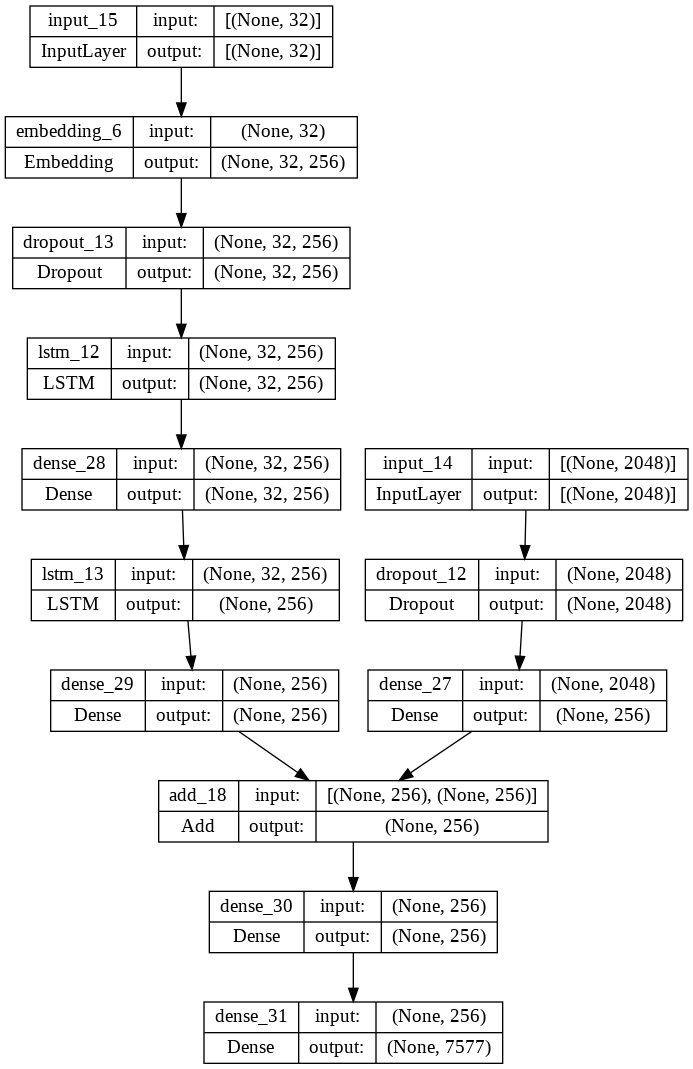 input_15 input: [(None, 32)]
InputLayer output: [(None, 32)]
embedding_6 input: (None, 32)
Embedding output: (None, 32, 256)
dropout_13 input: (None, 32, 256)
Dropout output: (None, 32, 256)
lstm_12 input: (None, 32, 256)
LSTM output: (None, 32, 256)
dense_28 input: (None, 32, 256)
Dense output: (None, 32, 256)
input_14 input: [(None, 2048)]
InputLayer output: [(None, 2048)]
lstm_13 input: (None, 32, 256)
LSTM output: (None, 256)
dropout_12 input: (None, 2048)
Dropout output: (None, 2048)
dense_29 input: (None, 256)
Dense output: (None, 256)
dense_27 input: (None, 2048)
Dense output: (None, 256)
add_18 input: [(None, 256), (None, 256)]
Add output: (None, 256)
dense_30 input: (None, 256)
Dense output: (None, 256)
dense_31 input: (None, 256)
Dense output: (None, 7577)